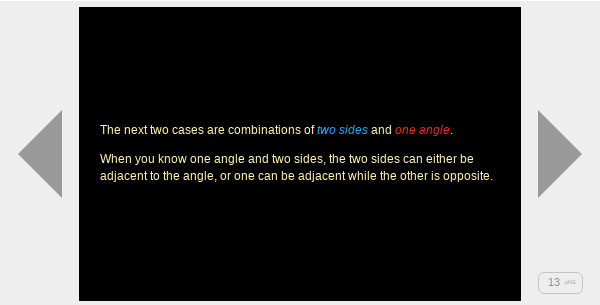 The next two cases are combinations of two sides and one angle.
When you know one angle and two sides, the two sides can either be
adjacent to the angle, or one can be adjacent while the other is opposite.
13